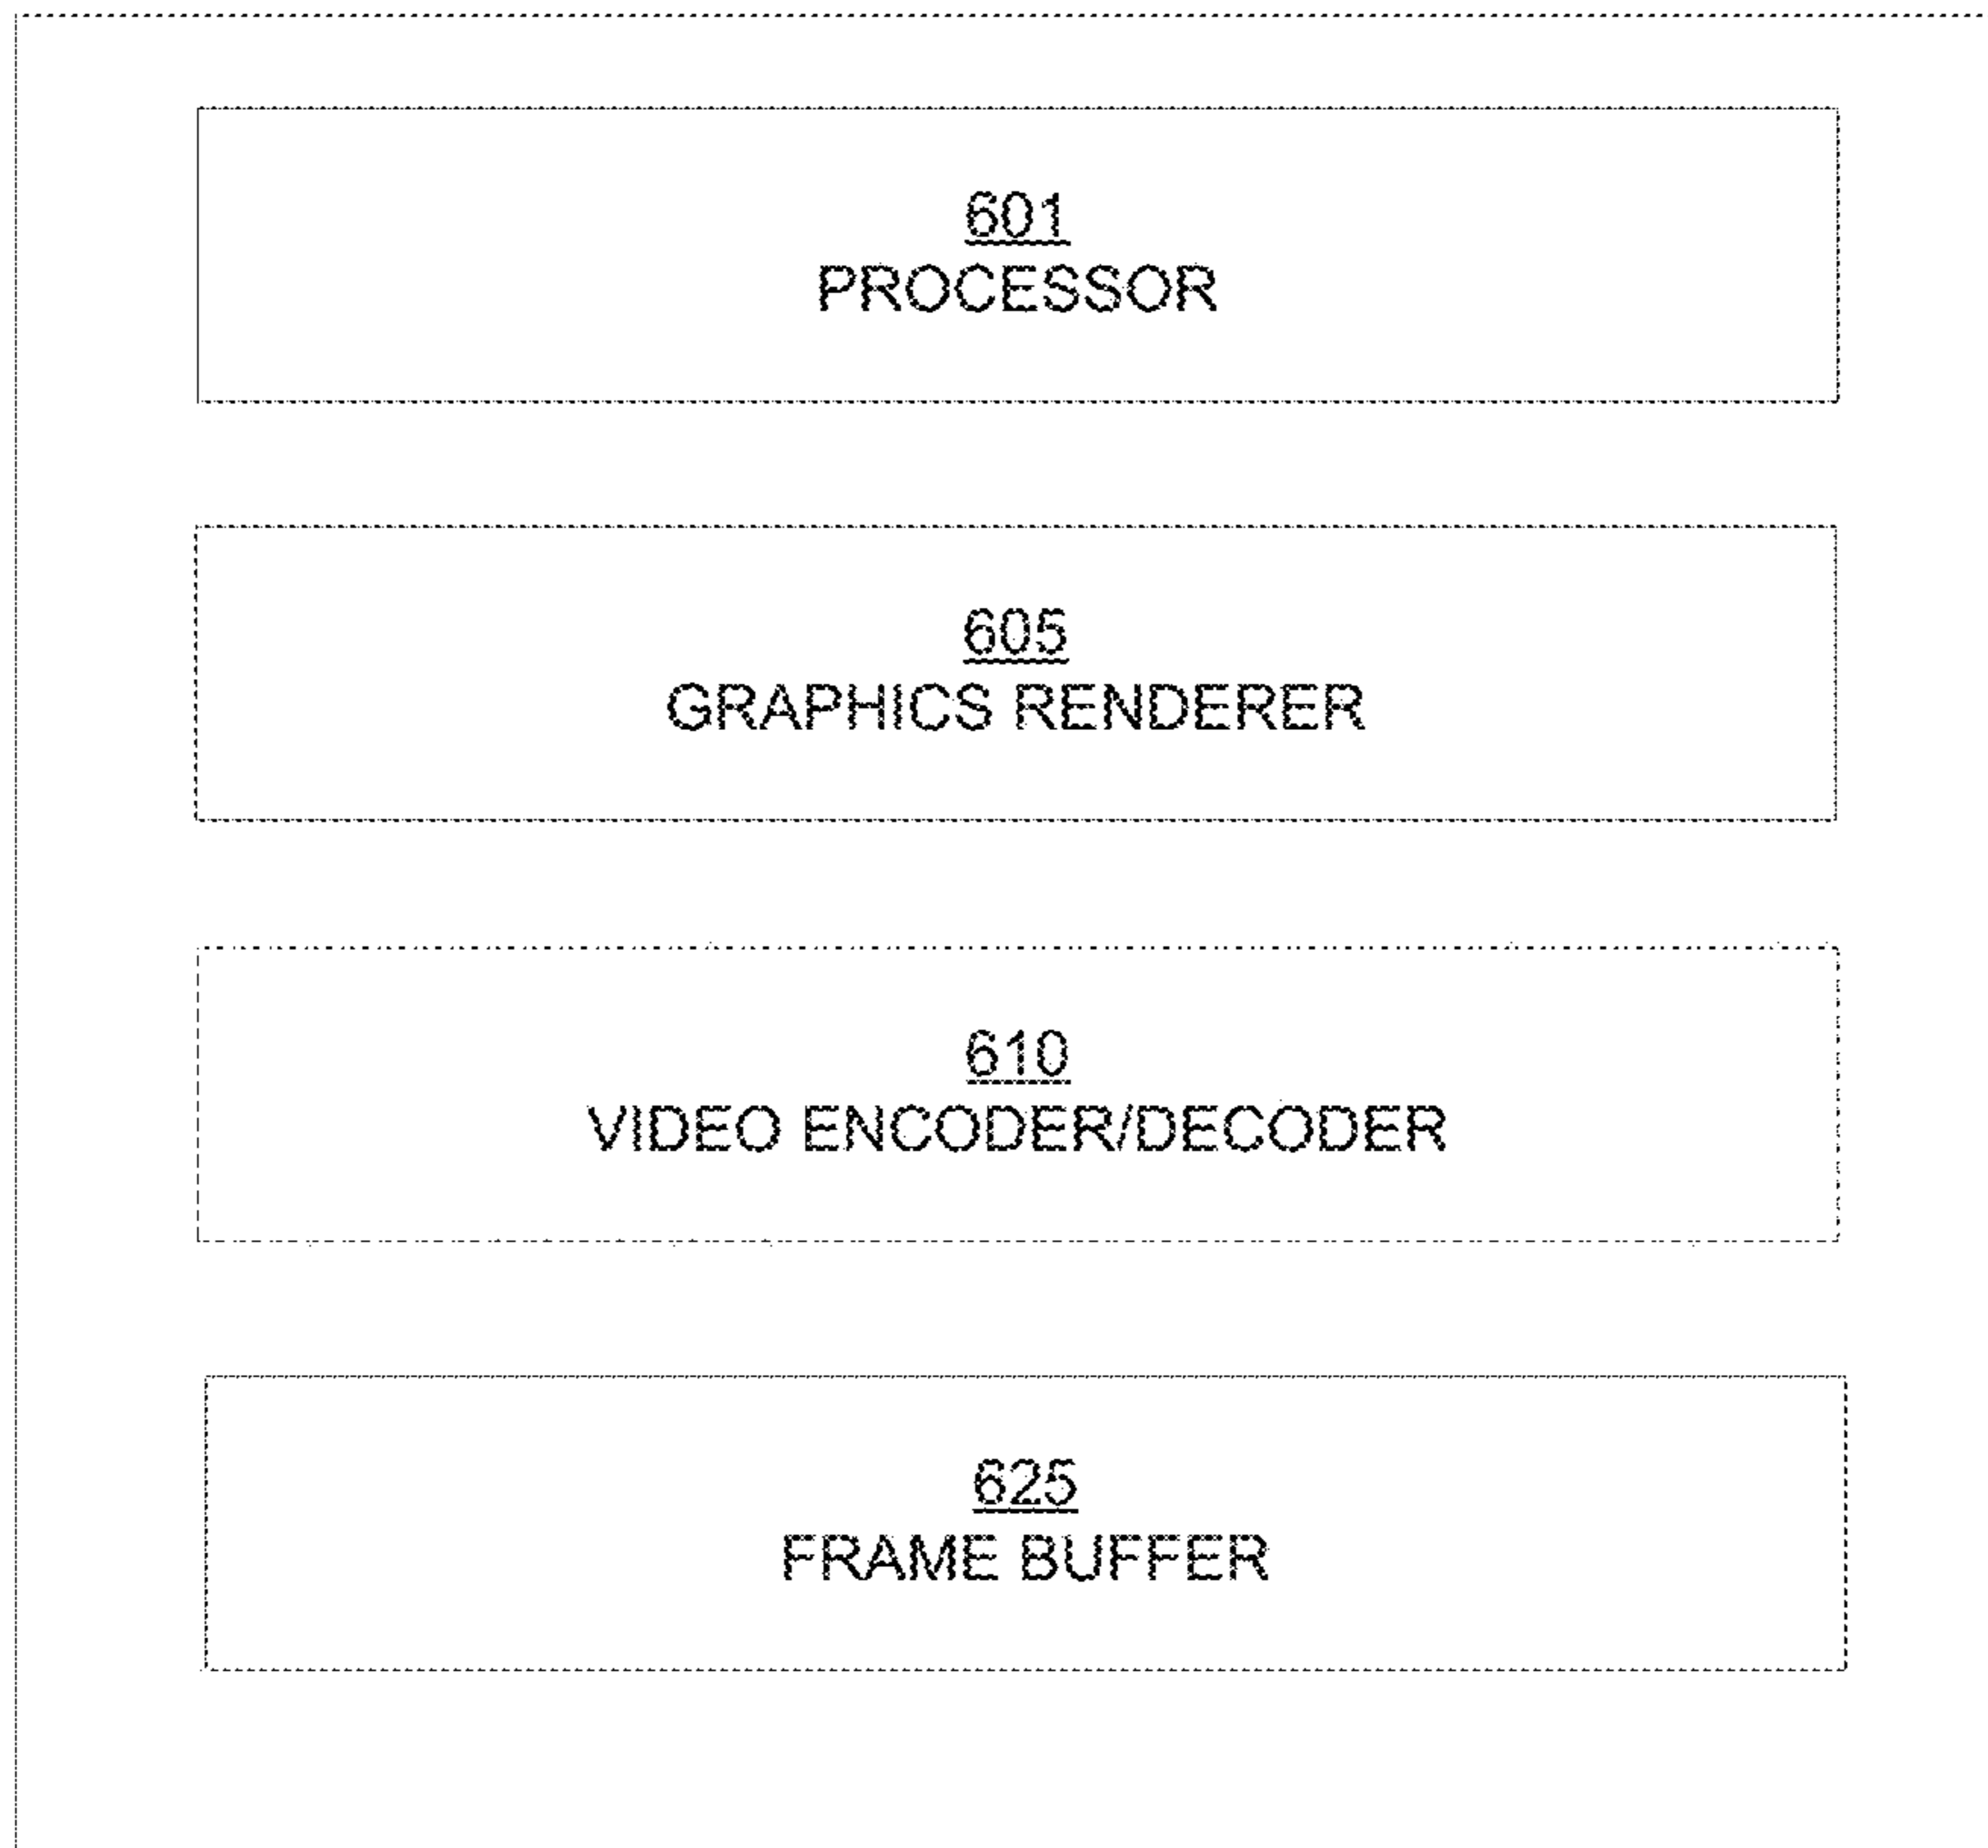 601
PROCESSOR
605
GRAPHICS RENDERER
610
VIDEO ENCODER/DECODER
625
FRAME BUFFER